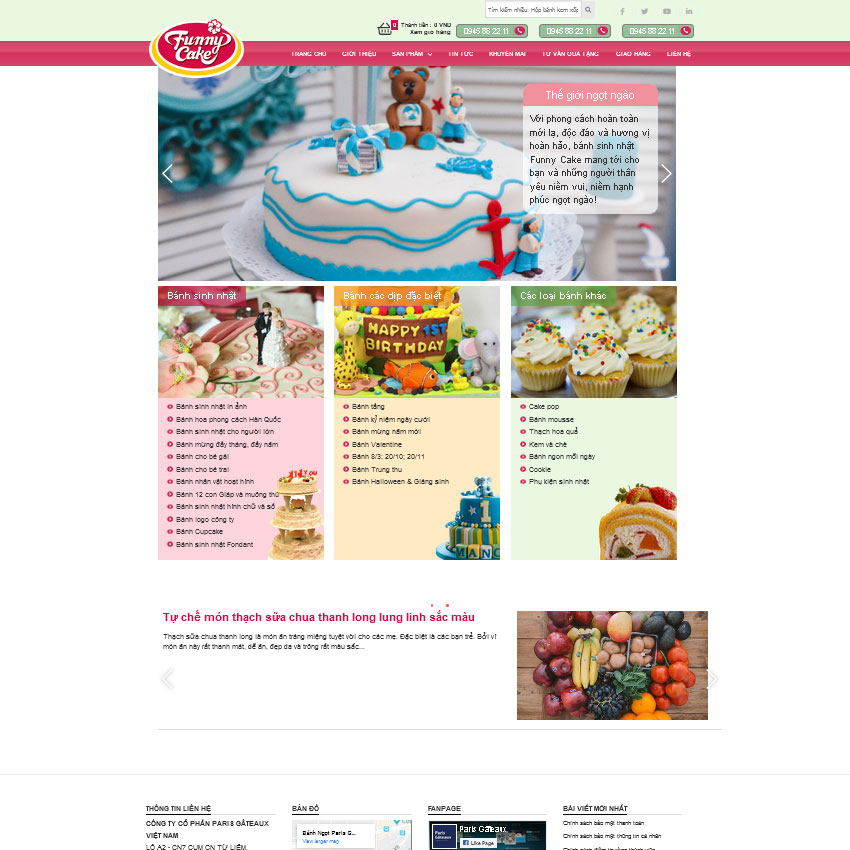 Tìm kiếm nhiều: Hộp bánh kem xốp
Funny Cake
0
Thành tiền : 0 VND
Xem giỏ hàng
0945 88 22 11
0945 88 22 11
0945 88 22 11
TRANG CHỦ
GIỚI THIỆU
SẢN PHẨM
TIN TỨC
KHUYẾN MÃI
TƯ VẤN QUÀ TẶNG
GIAO HÀNG
LIÊN HỆ
Thế giới ngọt ngào
Với phong cách hoàn toàn
mới lạ, độc đáo và hương vị
hoàn hảo, bánh sinh nhật
Funny Cake mang tới cho
bạn và những người thân
yêu niềm vui, niềm hạnh
phúc ngọt ngào!
Bánh sinh nhật
Bánh sinh nhật in ảnh
Bánh hoa phong cách Hàn Quốc
Bánh sinh nhật cho người lớn
Bánh mừng đầy tháng, đầy năm
Bánh cho bé gái
Bánh cho bé trai
Bánh nhân vật hoạt hình
Bánh 12 con Giáp và muông thú
Bánh sinh nhật hình chữ và số
Bánh logo công ty
Bánh Cupcake
Bánh sinh nhật Fondant
Bánh các dịp đặc biệt
HAPPY 1ST
BIRTHDAY
Bánh tầng
Bánh kỷ niệm ngày cưới
Bánh mừng năm mới
Bánh Valentine
Bánh 8/3; 20/10; 20/11
Bánh Trung thu
Bánh Halloween & Giáng sinh
1
Các loại bánh khác
Cake pop
Bánh mousse
Thạch hoa quả
Kem và chè
Bánh ngon mỗi ngày
Cookie
Phụ kiện sinh nhật
Tự chế món thạch sữa chua thanh long lung linh sắc màu
Thạch sữa chua thanh long là món ăn tráng miệng tuyệt vời cho các mẹ. Đặc biệt là các bạn trẻ. Bởi vì
món ăn này rất thanh mát, dễ ăn, đẹp da và trông rất màu sắc...
THÔNG TIN LIÊN HỆ
CÔNG TY CỔ PHẦN PARIS GÂTEAUX
VIỆT NAM
LÔ A2 - CN7 CỤM CN TỪ LIÊM,
BẢN ĐỒ
Bánh Ngọt Paris G...
View larger map
FANPAGE
Paris Gâteaux
Like Page
BÀI VIẾT MỚI NHẤT
Chính sách bảo mật thanh toán
Chính sách bảo mật thông tin cá nhân